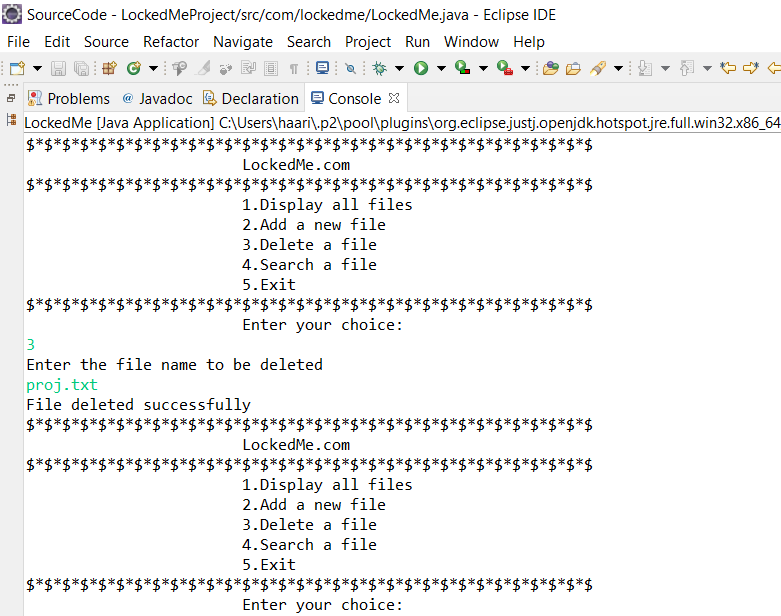 SourceCode - LockedMeProject/src/com/lockedme/LockedMe.java - Eclipse IDE
File Edit Source Refactor Navigate Search Project Run Window Help
Problems @ Javadoc Declaration Console
LockedMe [Java Application] C:\Users\haari\.p2\pool\plugins\org.eclipse.justj.openjdk.hotspot.jre.full.win32.x86_64
$*$*$*$*$*$*$*$*$*$*$*$*$*$*$*$*$*$*$*$*$*$*$*$*$*$*$*$*$*$*$*$
LockedMe.com
$*$*$*$*$*$*$*$*$*$*$*$*$*$*$*$*$*$*$*$*$*$*$*$*$*$*$*$*$*$*$*$
1.Display all files
2.Add a new file
3.Delete a file
4.Search a file
5.Exit
$*$*$*$*$*$*$*$*$*$*$*$*$*$*$*$*$*$*$*$*$*$*$*$*$*$*$*$*$*$*$*$
Enter your choice:
3
Enter the file name to be deleted
proj.txt
File deleted successfully
$*$*$*$*$*$*$*$*$*$*$*$*$*$*$*$*$*$*$*$*$*$*$*$*$*$*$*$*$*$*$*$
LockedMe.com
$*$*$*$*$*$*$*$*$*$*$*$*$*$*$*$*$*$*$*$*$*$*$*$*$*$*$*$*$*$*$*$
1.Display all files
2.Add a new file
3.Delete a file
4.Search a file
5.Exit
$*$*$*$*$*$*$*$*$*$*$*$*$*$*$*$*$*$*$*$*$*$*$*$*$*$*$*$*$*$*$*$
Enter your choice: